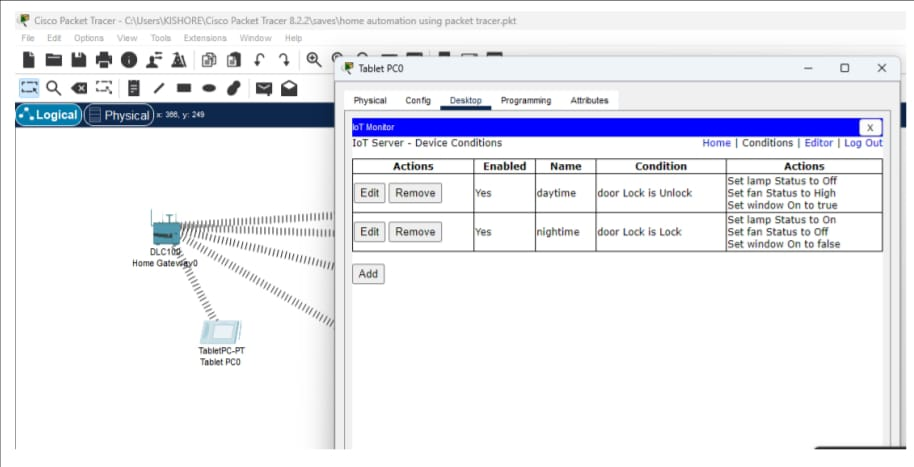 Cisco Packet Tracer - C:\Users\KISHORE\Cisco Packet Tracer 8.2.2\saves\home automation using packet tracer.pkt
File Edit Options View Tools Extensions Window Help
Tablet PC0
Physical Config Desktop Programming Attributes
Logical Physical x: 366, y: 249
IoT Monitor X
IoT Server - Device Conditions Home | Conditions | Editor | Log Out
Actions Enabled Name Condition Actions
Edit Remove Yes daytime door Lock is Unlock Set lamp Status to Off
Set fan Status to High
Set window On to true
Edit Remove Yes nightime door Lock is Lock Set lamp Status to On
Set fan Status to Off
Set window On to false
Add
DLC100
Home Gateway0
TabletPC-PT
Tablet PC0